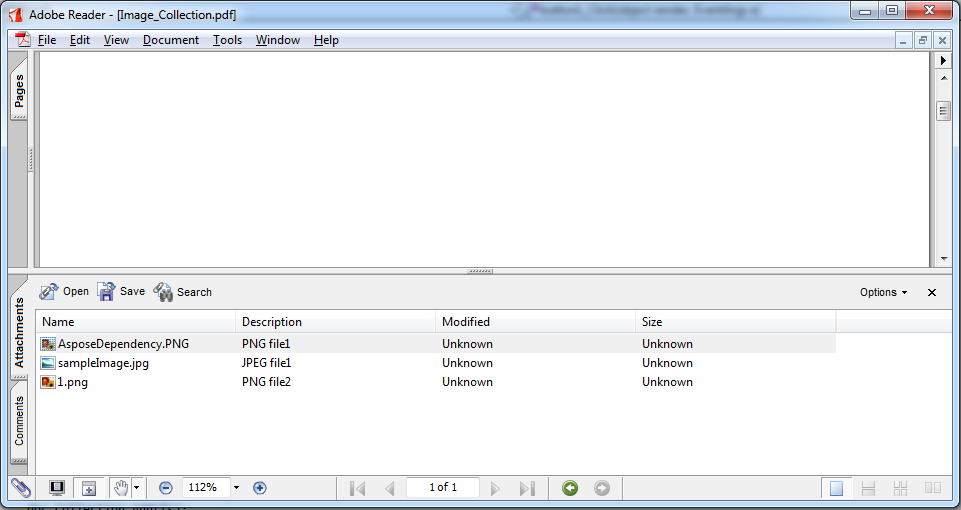 Adobe Reader - [Image_Collection.pdf]
File Edit View Document Tools Window Help
Pages
Attachments
Comments
Open Save Search Options
Name Description Modified Size
AsposeDependency.PNG PNG file1 Unknown Unknown
sampleImage.jpg JPEG file1 Unknown Unknown
1.png PNG file2 Unknown Unknown
112% 1 of 1